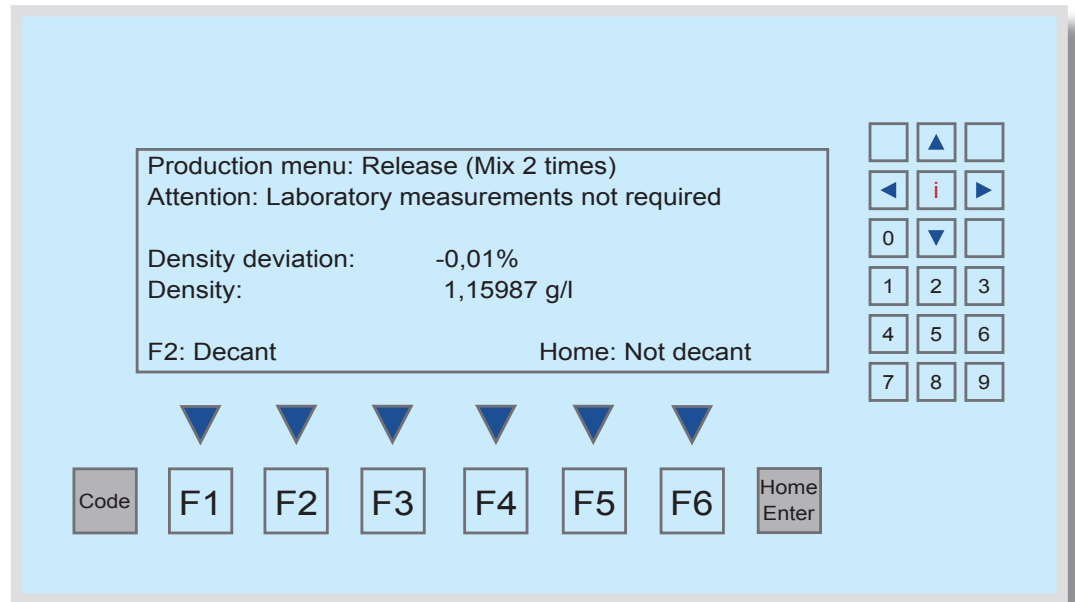 Production menu: Release (Mix 2 times)
Attention: Laboratory measurements not required
Density deviation: -0,01%
Density: 1,15987 g/l
F2: Decant Home: Not decant
i
0
1 2 3
4 5 6
7 8 9
Code F1 F2 F3 F4 F5 F6 Home
Enter